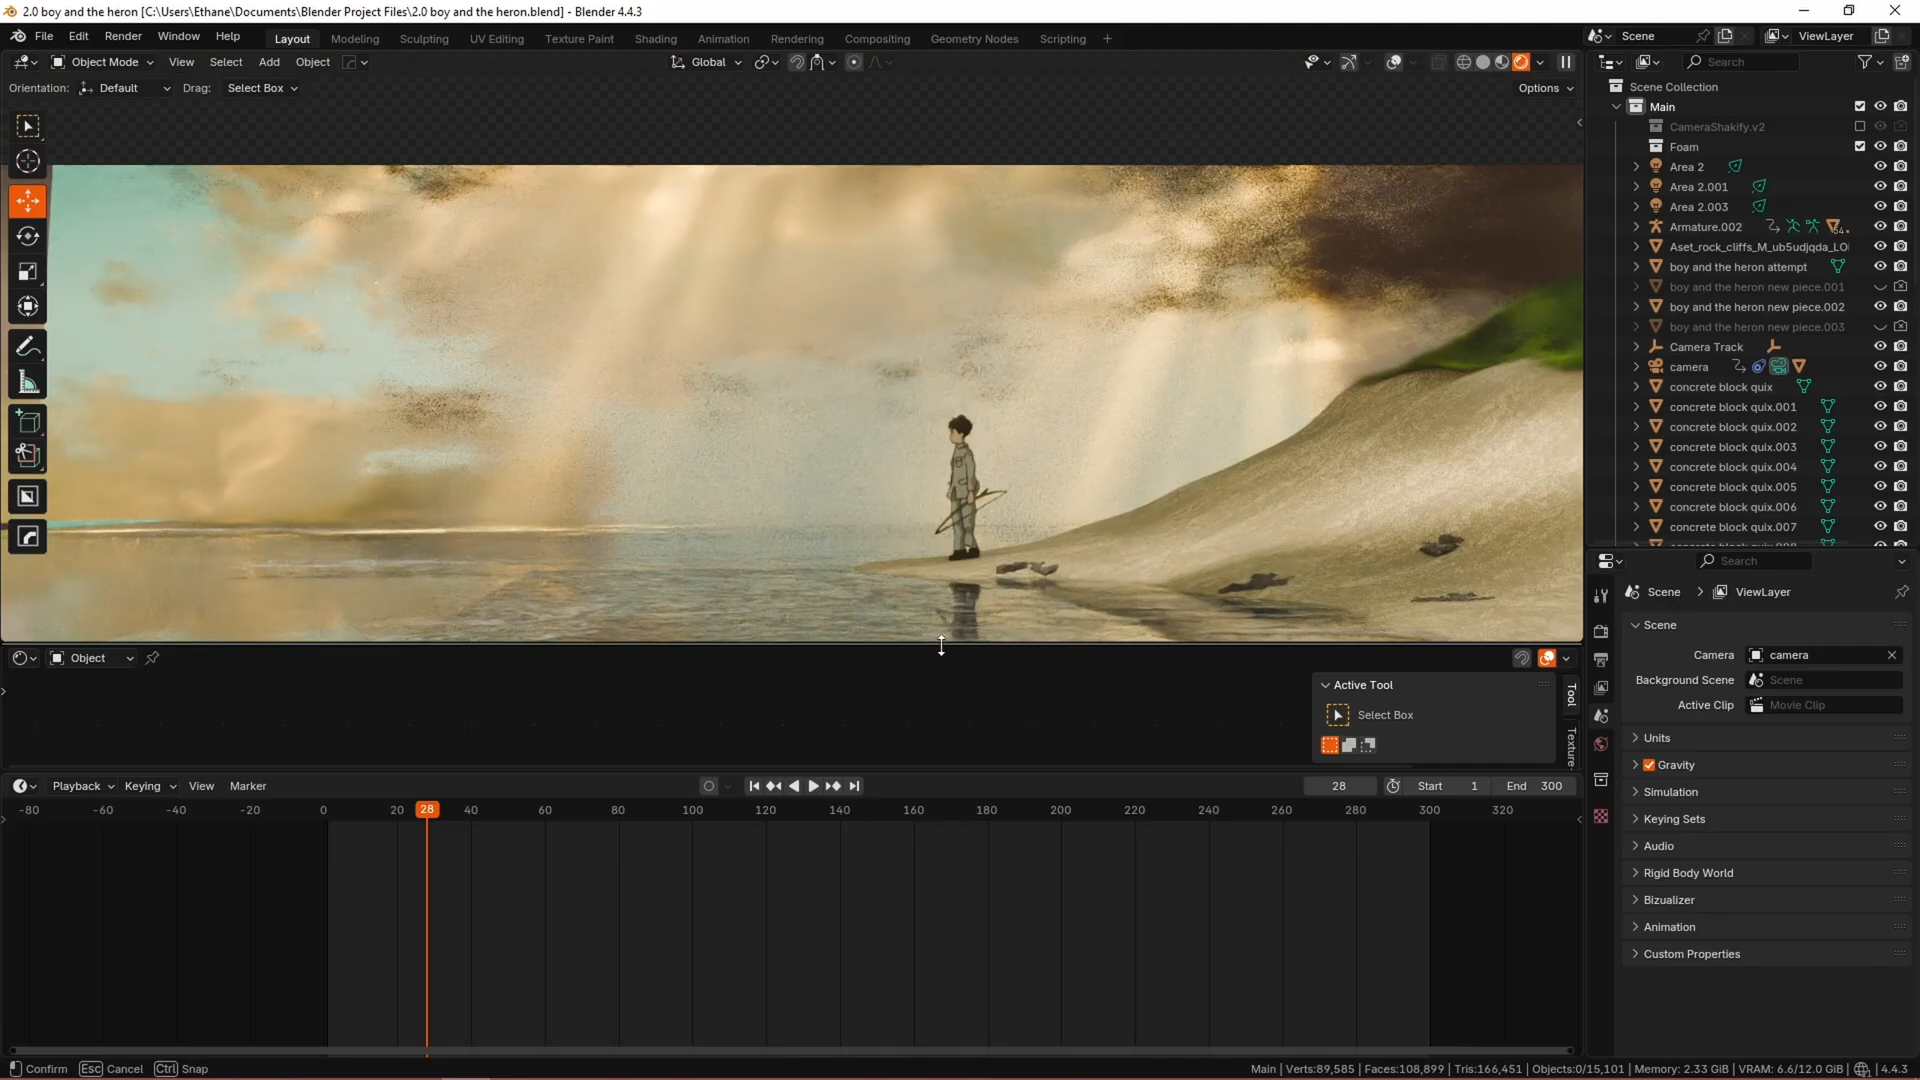 2.0 boy and the heron [C:\Users\Ethane\Documents\Blender Project Files\2.0 boy and the heron.blend] - Blender 4.4.3
File Edit Render Window Help Layout Modeling Sculpting UV Editing Texture Paint Shading Animation Rendering Compositing Geometry Nodes Scripting + Scene ViewLayer
Object Mode View Select Add Object Global Search
Orientation: Default Drag: Select Box Options
Scene Collection
Main
CameraShakify.v2
Foam
Area 2
Area 2.001
Area 2.003
Armature.002
Aset_rock_cliffs_M_ub5udjqda_LO
boy and the heron attempt
boy and the heron new piece.001
boy and the heron new piece.002
boy and the heron new piece.003
Camera Track
camera
concrete block quix
concrete block quix.001
concrete block quix.002
concrete block quix.003
concrete block quix.004
concrete block quix.005
concrete block quix.006
concrete block quix.007
Search
Scene ViewLayer
Scene
Camera camera
Background Scene Scene
Active Clip Movie Clip
Units
Gravity
Simulation
Keying Sets
Audio
Rigid Body World
Bizualizer
Animation
Custom Properties
Object
Active Tool
Select Box
Tool
Texture
Playback Keying View Marker 28 Start 1 End 300
-80 -60 -40 -20 0 20 28 40 60 80 100 120 140 160 180 200 220 240 260 280 300 320
Confirm Esc Cancel Ctrl Snap Main | Verts:89,585 | Faces:108,899 | Tris:166,451 | Objects:0/15,101 | Memory: 2.33 GiB | VRAM: 6.6/12.0 GiB | 4.4.3